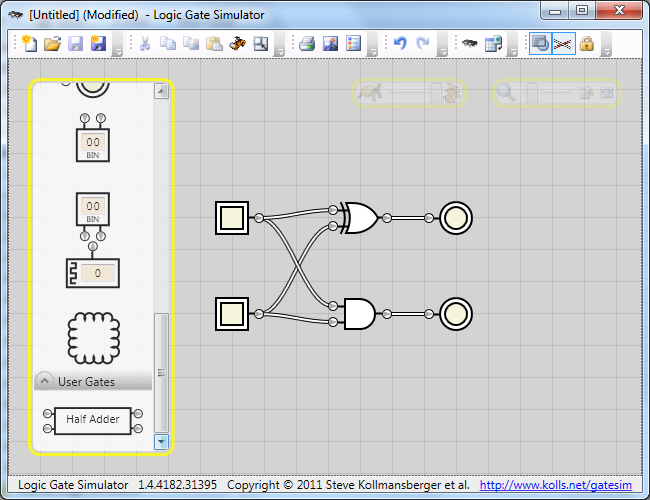 [Untitled] (Modified)  - Logic Gate Simulator
00
BIN
00
BIN
0
User Gates
Half Adder
Logic Gate Simulator   1.4.4182.31395   Copyright © 2011 Steve Kollmansberger et al.   http://www.kolls.net/gatesim